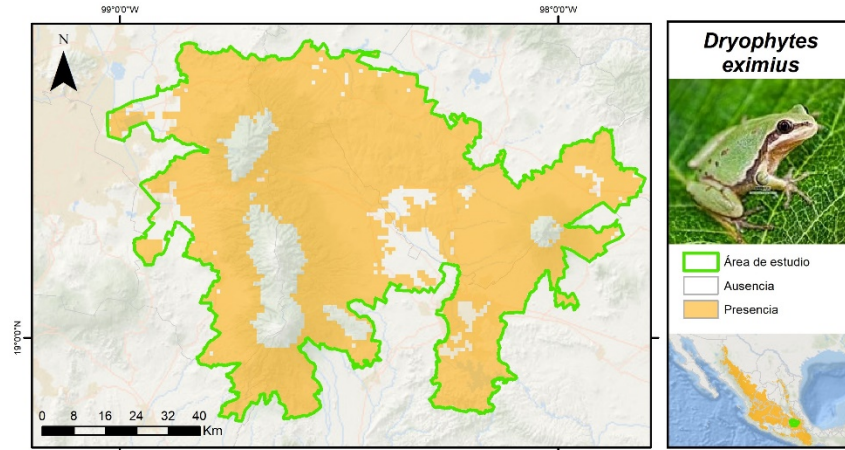 99°0'0"W
98°0'0"W
N
19°0'0"N
0 8 16 24 32 40
Km
Dryophytes
eximius
Área de estudio
Ausencia
Presencia